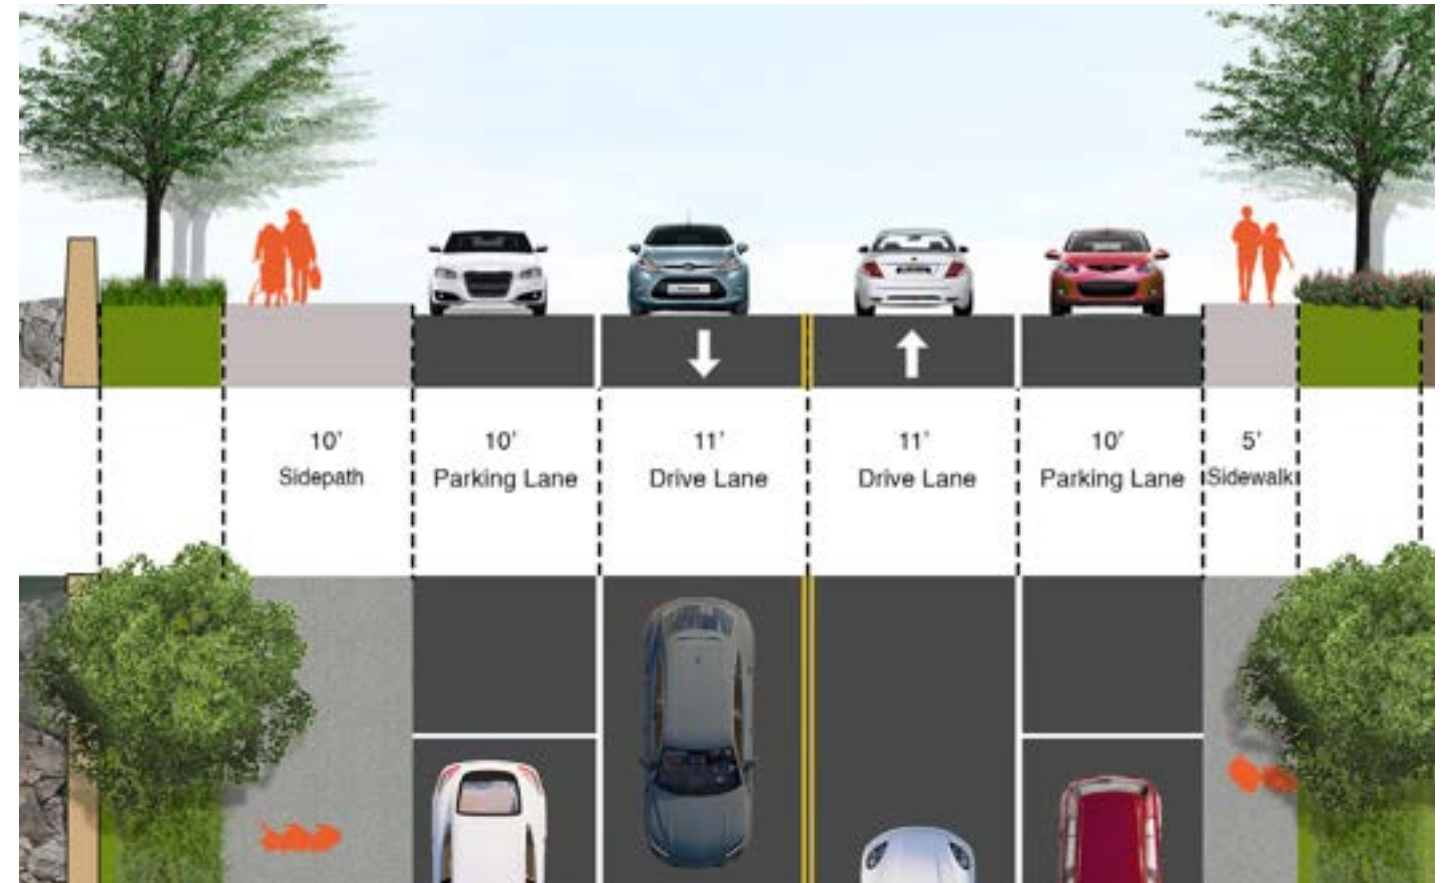 10'
Sidepath
10'
Parking Lane
11'
Drive Lane
11'
Drive Lane
10'
Parking Lane
5'
Sidewalk